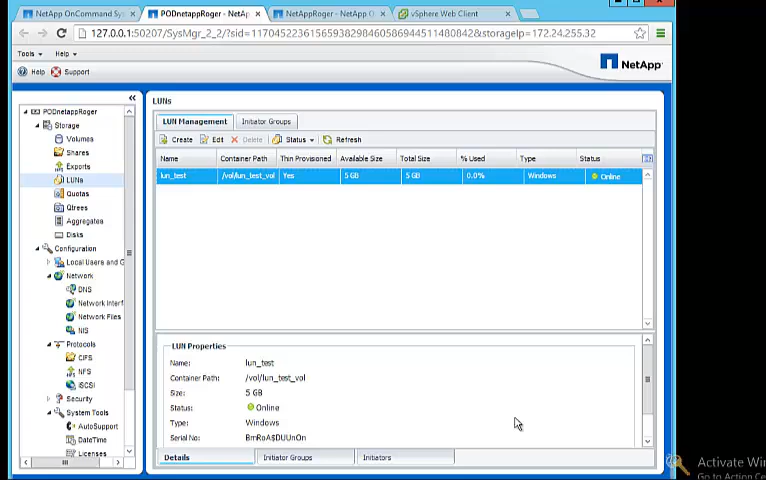 NetApp OnCommand Sys
PODnetappRoger - NetA
NetAppRoger - NetApp O
vSphere Web Client
127.0.0.1:50207/SysMgr_2_2/?sid=1170452236156593829846058694451148084​2&storageIp=172.24.255.32
Tools Help
Help Support
NetApp
PODnetappRoger
Storage
Volumes
Shares
Exports
LUNs
Quotas
Qtrees
Aggregates
Disks
Configuration
Local Users and G
Network
DNS
Network Interf
Network Files
NIS
Protocols
CIFS
NFS
iSCSI
Security
System Tools
AutoSupport
DateTime
Licenses
LUNs
LUN Management Initiator Groups
Create Edit Delete Status Refresh
Name Container Path Thin Provisioned Available Size Total Size % Used Type Status
lun_test /vol/lun_test_vol Yes 5 GB 5 GB 0.0% Windows Online
LUN Properties
Name: lun_test
Container Path: /vol/lun_test_vol
Size: 5 GB
Status: Online
Type: Windows
Serial No: BmRoA$DUUnOn
Details Initiator Groups Initiators
Activate Win
Go to Action Ce